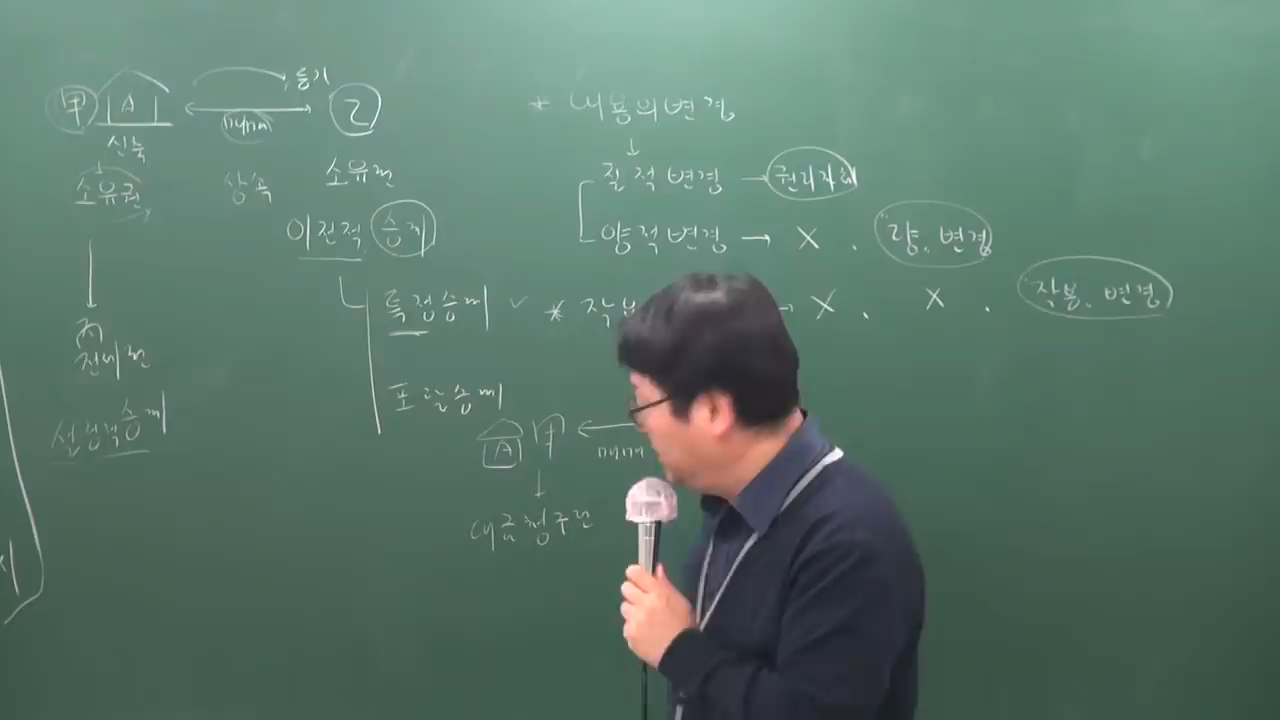 甲 A 등기 乙
매매
신축
소유권 상속 소유권
이전적 승계
특정승계
포괄승계
저
전세권
설정적승계
* 내용의변경
↓
질적변경 → 권리자체
양적변경 → X . 량. 변경
* 작 → X . X . 작용. 변경
A 甲 ← 매매
↓
대금청구권